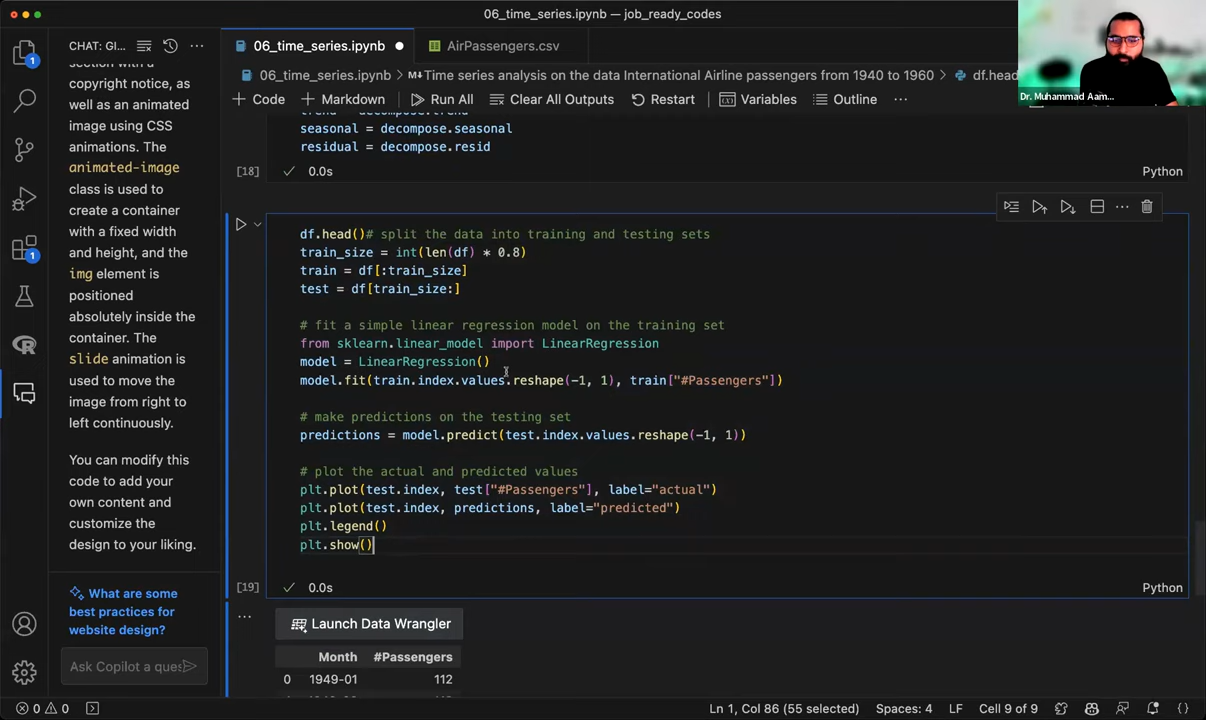 06_time_series.ipynb — job_ready_codes
CHAT: GI...
06_time_series.ipynb
AirPassengers.csv
06_time_series.ipynb > M↓Time series analysis on the data International Airline passengers from 1940 to 1960 > df.head
+ Code + Markdown Run All Clear All Outputs Restart Variables Outline ...
Dr. Muhammad Aam...
section with a
copyright notice, as
well as an animated
image using CSS
animations. The
animated-image
class is used to
create a container
with a fixed width
and height, and the
img element is
positioned
absolutely inside the
container. The
slide animation is
used to move the
image from right to
left continuously.
You can modify this
code to add your
own content and
customize the
design to your liking.
What are some
best practices for
website design?
Ask Copilot a ques
trend = decompose.trend
seasonal = decompose.seasonal
residual = decompose.resid
[18] 0.0s Python
df.head()# split the data into training and testing sets
train_size = int(len(df) * 0.8)
train = df[:train_size]
test = df[train_size:]
# fit a simple linear regression model on the training set
from sklearn.linear_model import LinearRegression
model = LinearRegression()
model.fit(train.index.values.reshape(-1, 1), train["#Passengers"])
# make predictions on the testing set
predictions = model.predict(test.index.values.reshape(-1, 1))
# plot the actual and predicted values
plt.plot(test.index, test["#Passengers"], label="actual")
plt.plot(test.index, predictions, label="predicted")
plt.legend()
plt.show()
[19] 0.0s Python
Launch Data Wrangler
Month #Passengers
0 1949-01 112
1
1
0 0 Ln 1, Col 86 (55 selected) Spaces: 4 LF Cell 9 of 9